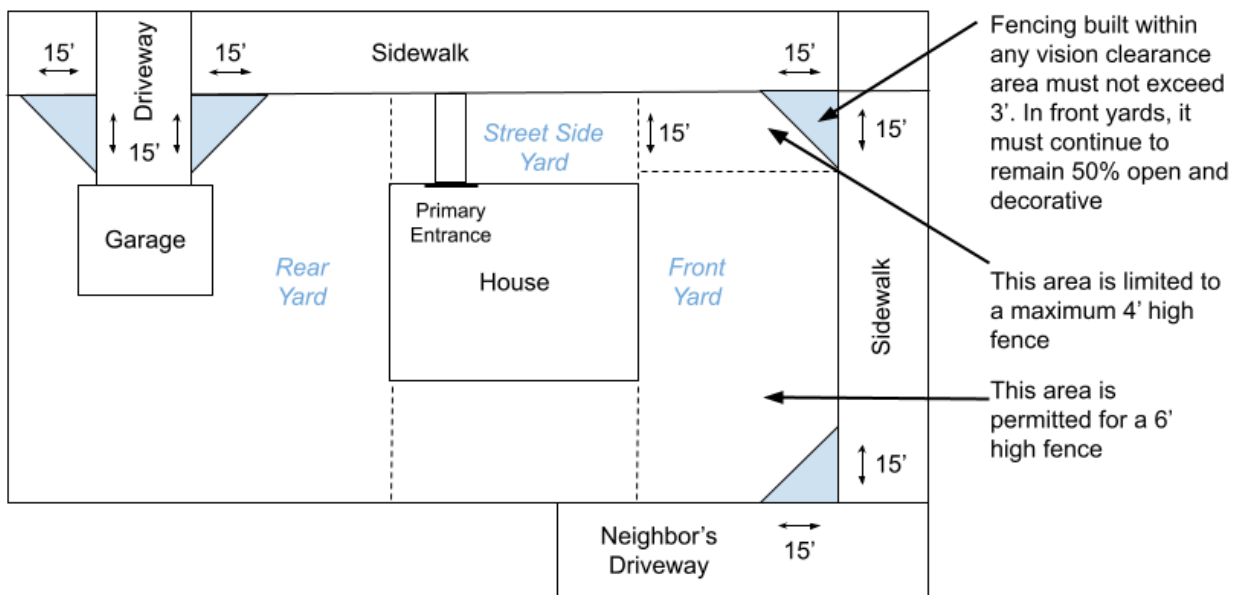 15’
Driveway
15’
Sidewalk
15’
15’
Street Side
Yard
15’
15’
Primary
Entrance
Garage
Rear
Yard
House
Front
Yard
Sidewalk
15’
Neighbor’s
Driveway
15’
Fencing built within
any vision clearance
area must not exceed
3’. In front yards, it
must continue to
remain 50% open and
decorative
This area is limited to
a maximum 4’ high
fence
This area is
permitted for a 6’
high fence